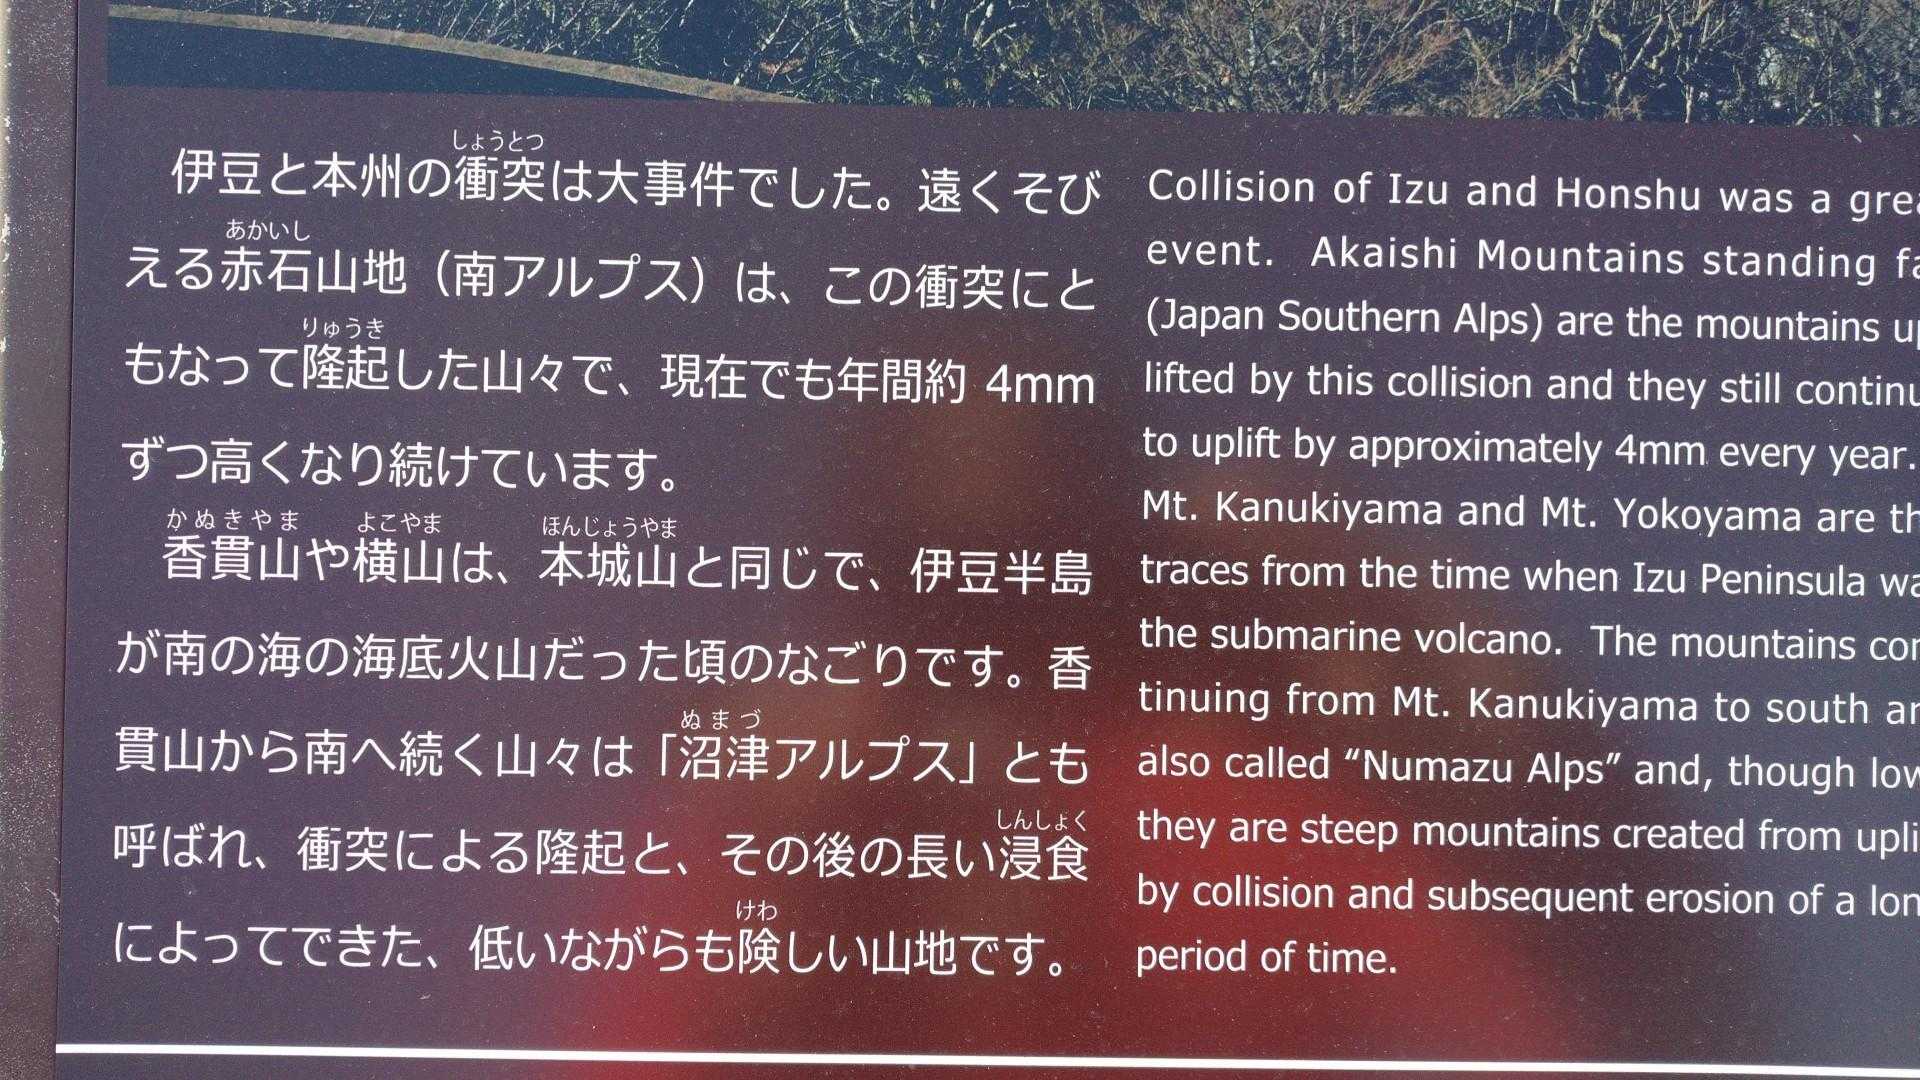 伊豆と本州の衝突は大事件でした。遠くそび
しょうとつ
える赤石山地（南アルプス）は、この衝突にと
あかいし
もなって隆起した山々で、現在でも年間約 4mm
りゅうき
ずつ高くなり続けています。
香貫山や横山は、本城山と同じで、伊豆半島
かぬきやま よこやま ほんじょうやま
が南の海の海底火山だった頃のなごりです。香
貫山から南へ続く山々は「沼津アルプス」とも
ぬまづ
呼ばれ、衝突による隆起と、その後の長い浸食
しんしょく
によってできた、低いながらも険しい山地です。
けわ
Collision of Izu and Honshu was a
event. Akaishi Mountains standing
(Japan Southern Alps) are the mountains
lifted by this collision and they still
to uplift by approximately 4mm every year.
Mt. Kanukiyama and Mt. Yokoyama are
traces from the time when Izu Peninsula
the submarine volcano. The mountains
tinuing from Mt. Kanukiyama to south
also called “Numazu Alps” and, though
they are steep mountains created from
by collision and subsequent erosion of a
period of time.